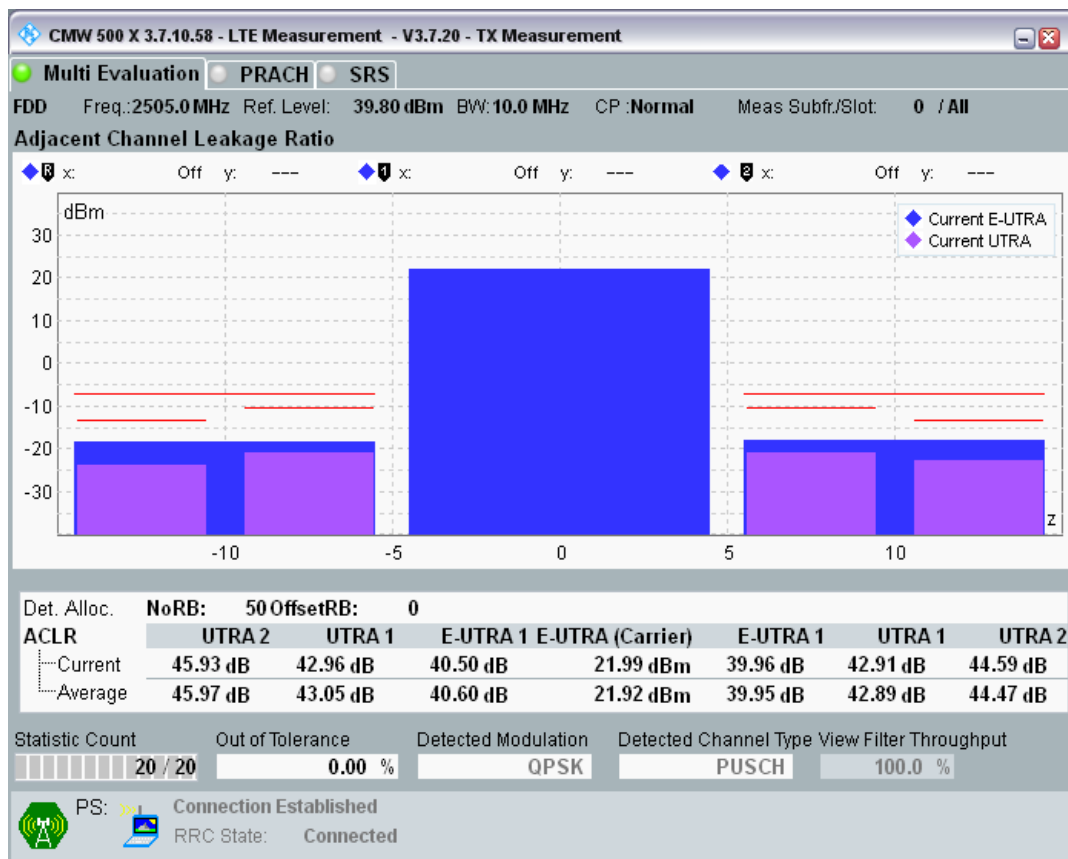 CMW 500 X 3.7.10.58 - LTE Measurement - V3.7.20 - TX Measurement
Multi Evaluation PRACH SRS
FDD Freq.:2505.0 MHz Ref. Level: 39.80 dBm BW:10.0 MHz CP :Normal Meas Subfr./Slot: 0 / All
Adjacent Channel Leakage Ratio
R x: Off y: --- 1 x: Off y: --- 2 x: Off y: ---
dBm
Current E-UTRA
Current UTRA
30
20
10
0
-10
-20
-30
z
-10 -5 0 5 10
Det. Alloc. NoRB: 50 OffsetRB: 0
ACLR UTRA 2 UTRA 1 E-UTRA 1 E-UTRA (Carrier) E-UTRA 1 UTRA 1 UTRA 2
Current 45.93 dB 42.96 dB 40.50 dB 21.99 dBm 39.96 dB 42.91 dB 44.59 dB
Average 45.97 dB 43.05 dB 40.60 dB 21.92 dBm 39.95 dB 42.89 dB 44.47 dB
Statistic Count Out of Tolerance Detected Modulation Detected Channel Type View Filter Throughput
20 / 20 0.00 % QPSK PUSCH 100.0 %
PS: Connection Established
RRC State: Connected